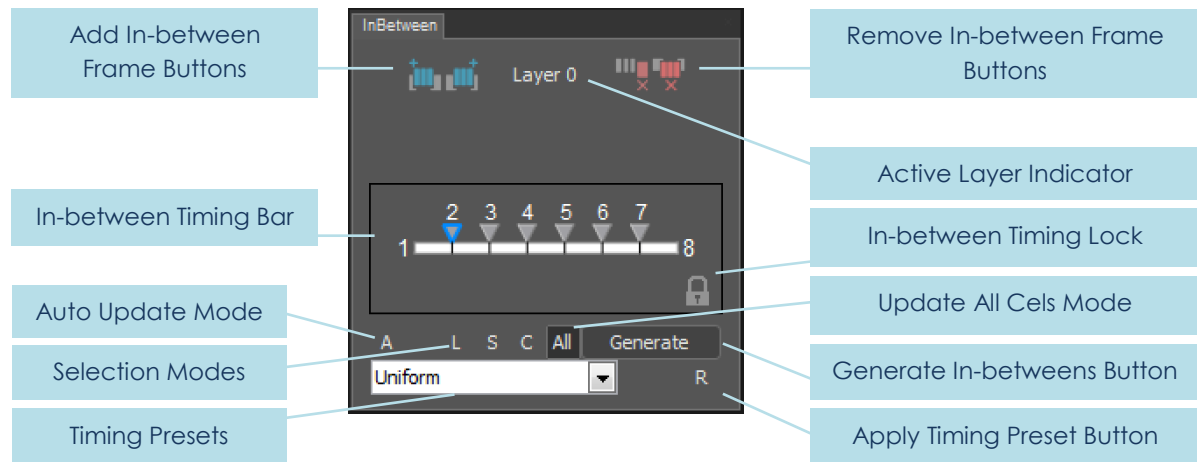 Add In-between
Frame Buttons
InBetween
Layer 0
Remove In-between Frame
Buttons
Active Layer Indicator
In-between Timing Bar
2 3 4 5 6 7
1 8
In-between Timing Lock
Auto Update Mode
Update All Cels Mode
A L S C All Generate
Selection Modes
Generate In-betweens Button
Uniform R
Timing Presets
Apply Timing Preset Button